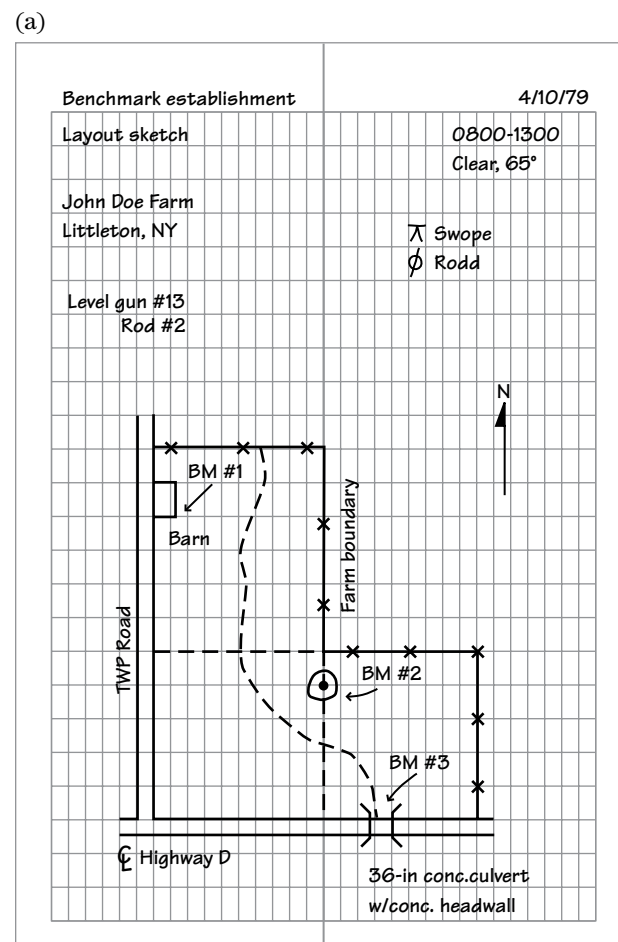 (a)
Benchmark establishment 4/10/79
Layout sketch 0800-1300
Clear, 65°
John Doe Farm
Littleton, NY
Swope
Rodd
Level gun #13
Rod #2
N
BM #1
Barn
Farm boundary
TWP Road
BM #2
BM #3
℄ Highway D
36-in conc.culvert
w/conc. headwall